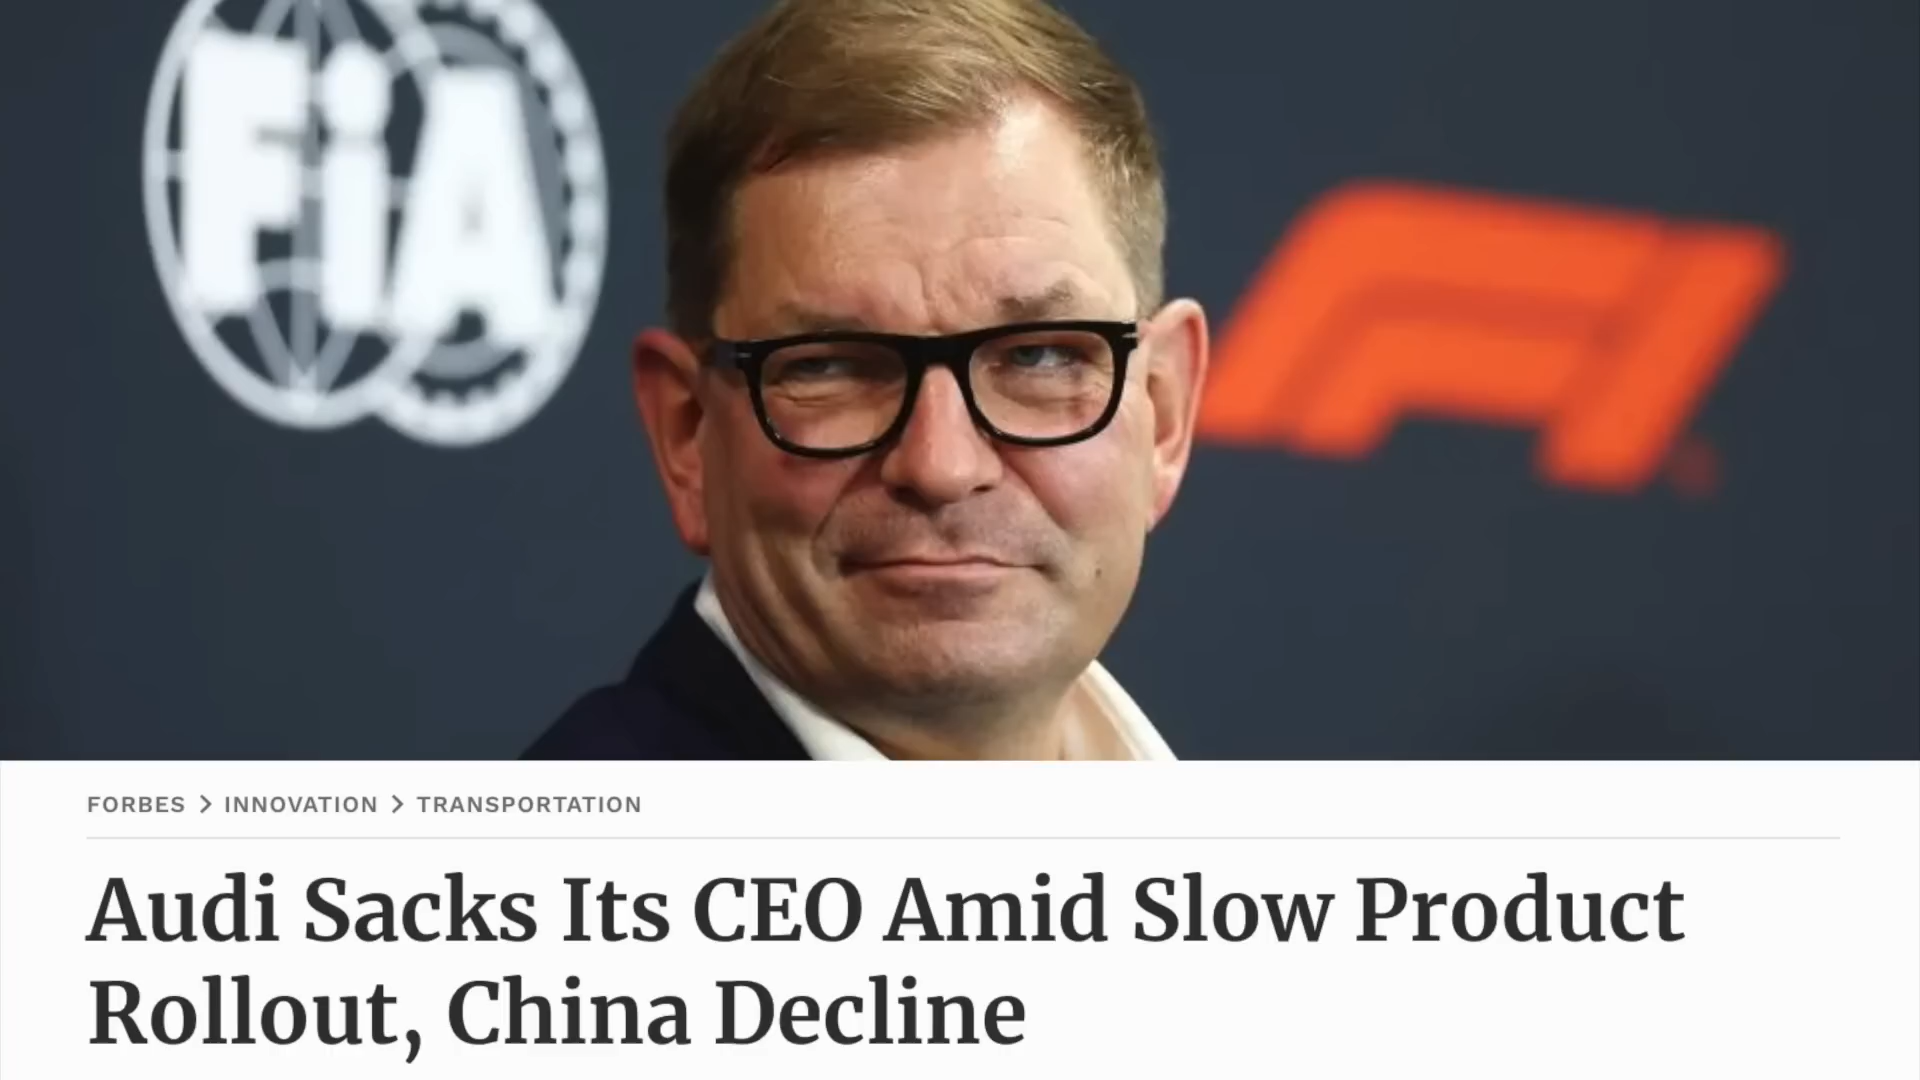 FiA
F1
FORBES > INNOVATION > TRANSPORTATION
Audi Sacks Its CEO Amid Slow Product
Rollout, China Decline